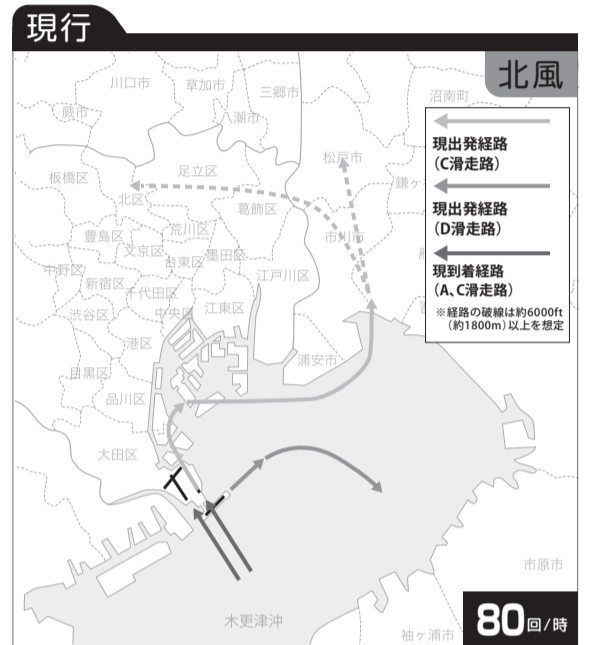 現行
北風
川口市
草加市
三郷市
沼南町
蕨市
八潮市
現出発経路
（C滑走路）
松戸市
板橋区
足立区
鎌ヶ
北区
葛飾区
現出発経路
（D滑走路）
豊島区
荒川区
市川市
文京区
墨田区
台東区
中野区
江戸川区
現到着経路
（A、C滑走路）
新宿区
千代田区
※経路の破線は約6000ft
（約1800m）以上を想定
渋谷区
中央区
江東区
港区
浦安市
目黒区
品川区
大田区
市原市
木更津沖
袖ヶ浦市
80回/時